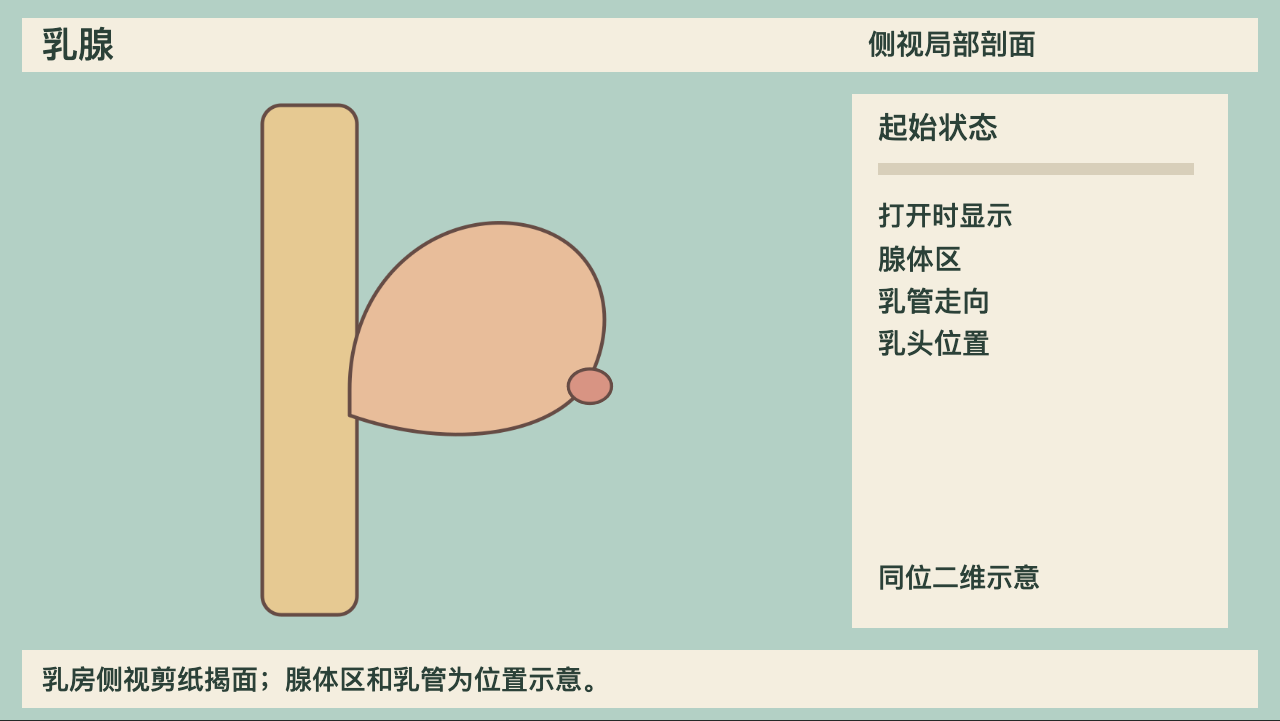 乳腺
侧视局部剖面
起始状态
打开时显示
腺体区
乳管走向
乳头位置
同位二维示意
乳房侧视剪纸揭面；腺体区和乳管为位置示意。